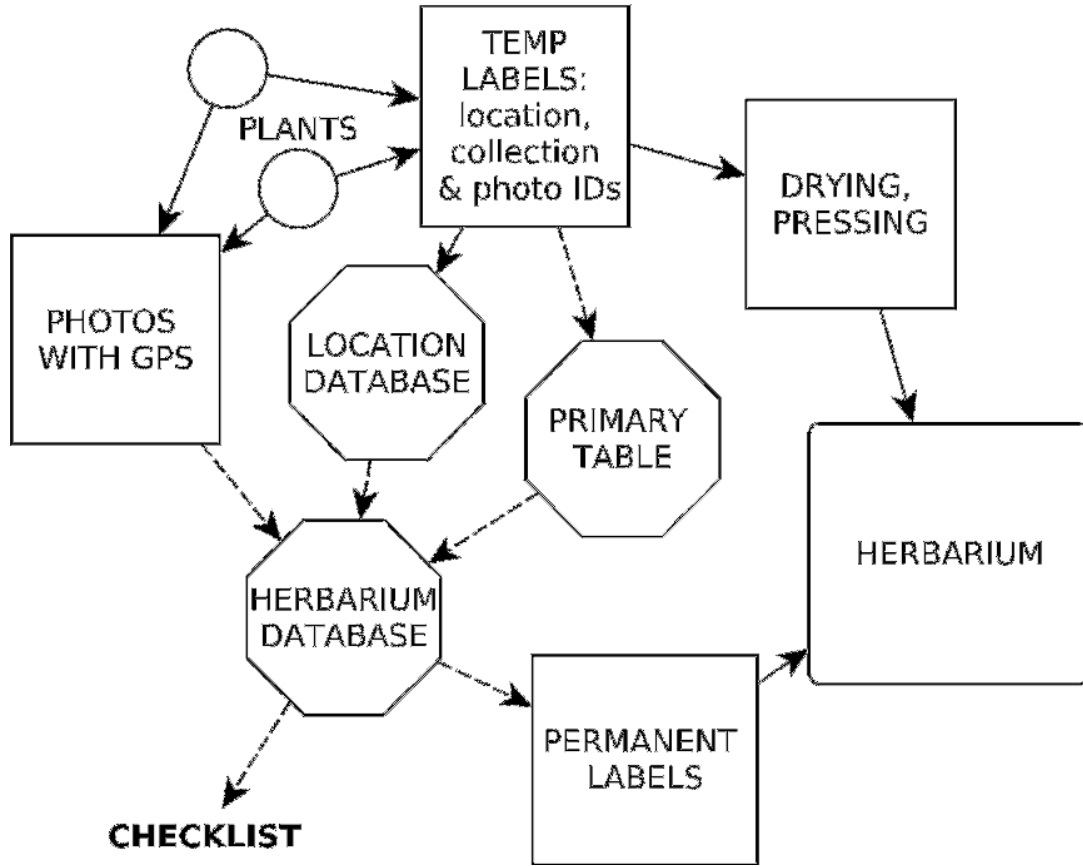 TEMP
LABELS:
location,
collection
& photo IDs
PLANTS
DRYING,
PRESSING
PHOTOS
WITH GPS
LOCATION
DATABASE
PRIMARY
TABLE
HERBARIUM
HERBARIUM
DATABASE
PERMANENT
LABELS
CHECKLIST